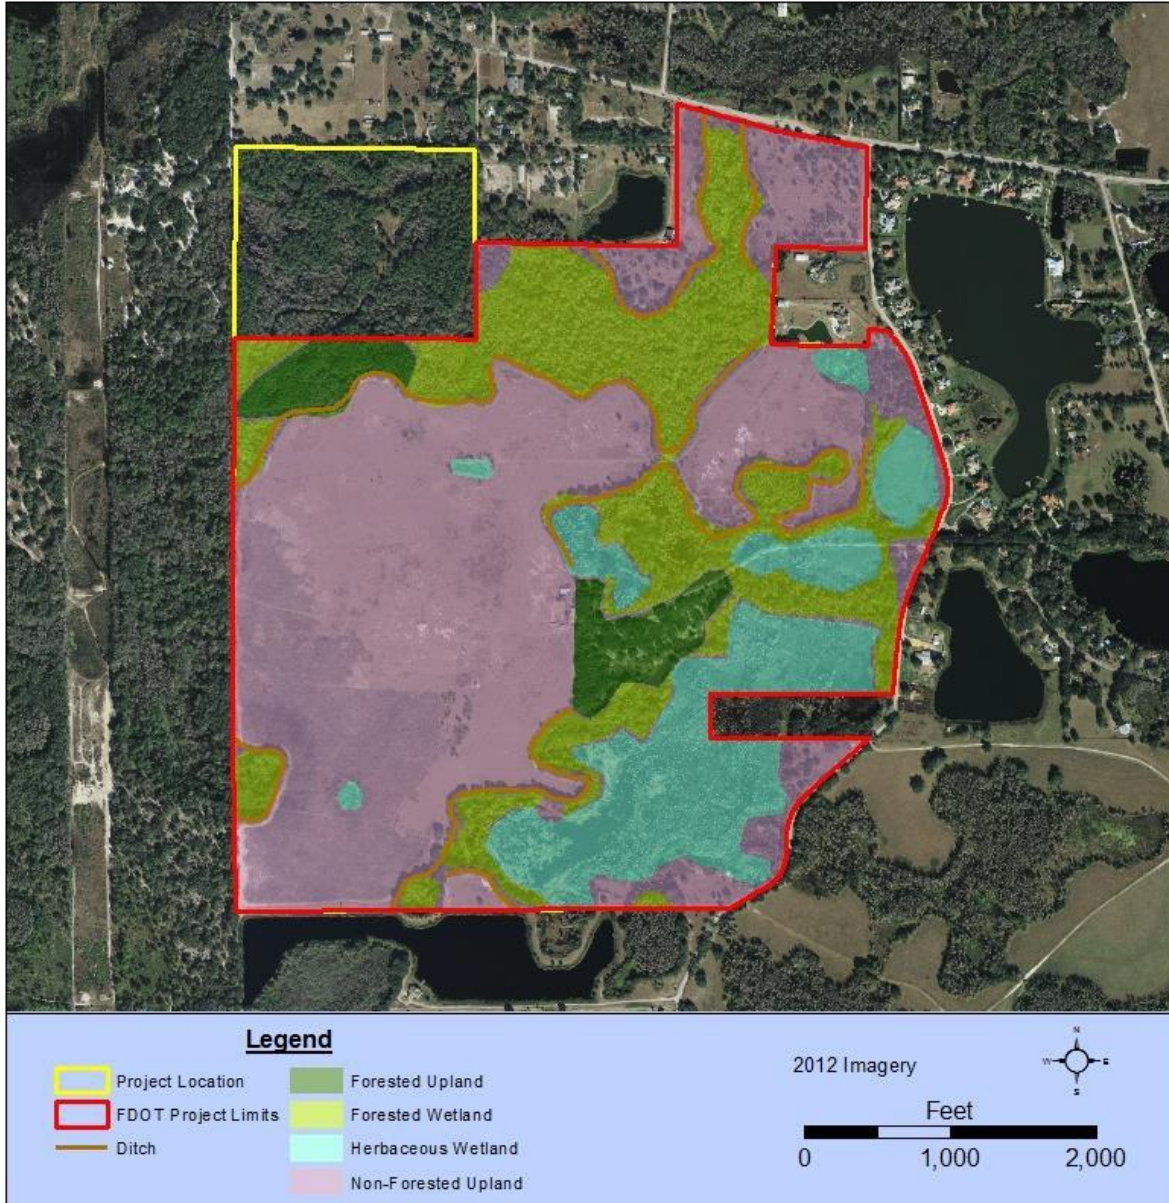 Legend
Project Location
FDOT Project Limits
Ditch
Forested Upland
Forested Wetland
Herbaceous Wetland
Non-Forested Upland
2012 Imagery
N
W E
S
Feet
0 1,000 2,000